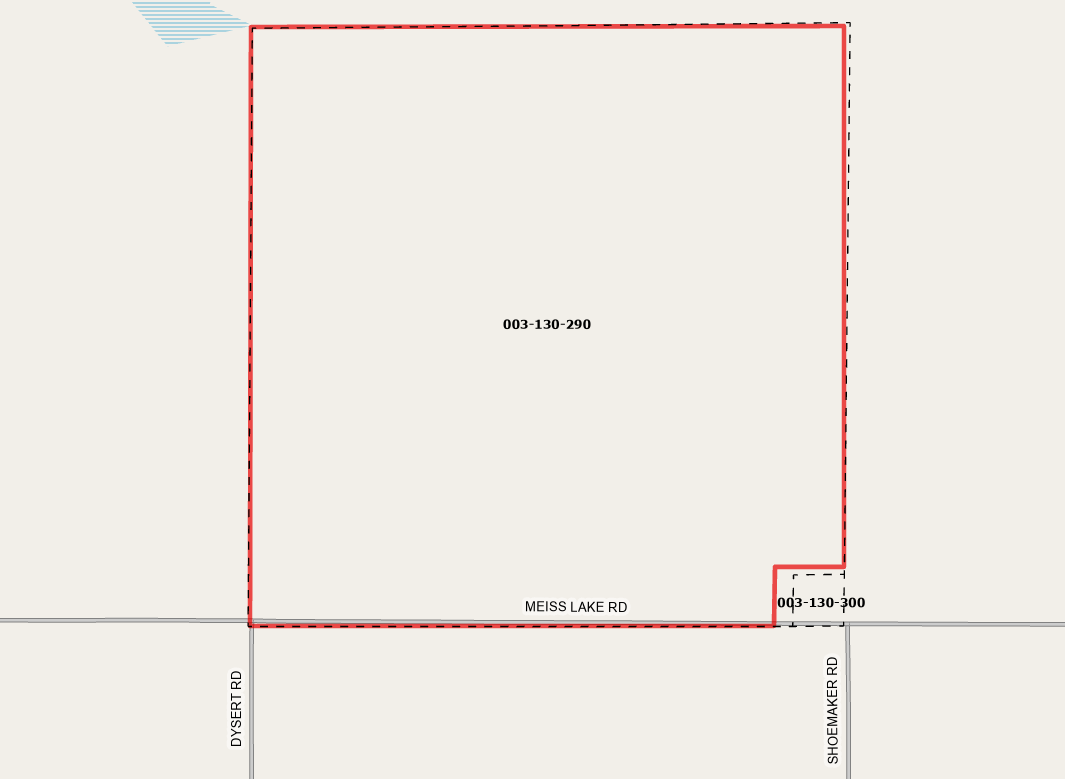 003-130-290
003-130-300
MEISS LAKE RD
DYSERT RD
SHOEMAKER RD